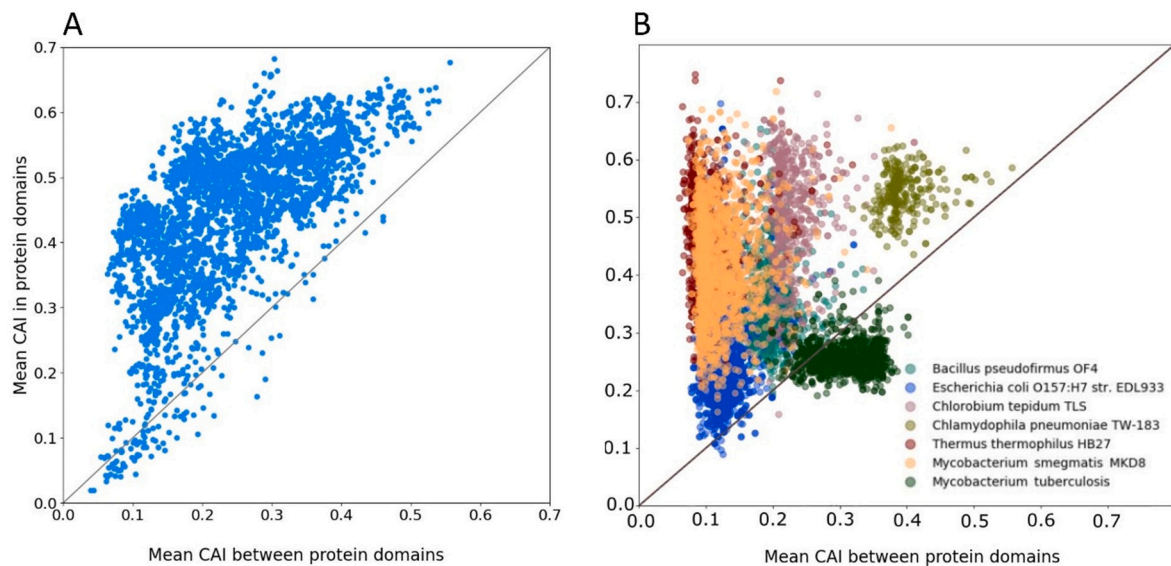 A
B
0.7
0.6
0.5
0.4
0.3
0.2
0.1
0.0
Mean CAI in protein domains
0.0 0.1 0.2 0.3 0.4 0.5 0.6 0.7
Mean CAI between protein domains
0.7
0.6
0.5
0.4
0.3
0.2
0.1
0.0
0.0 0.1 0.2 0.3 0.4 0.5 0.6 0.7
Mean CAI between protein domains
Bacillus pseudofirmus OF4
Escherichia coli O157:H7 str. EDL933
Chlorobium tepidum TLS
Chlamydophila pneumoniae TW-183
Thermus thermophilus HB27
Mycobacterium smegmatis MKD8
Mycobacterium tuberculosis